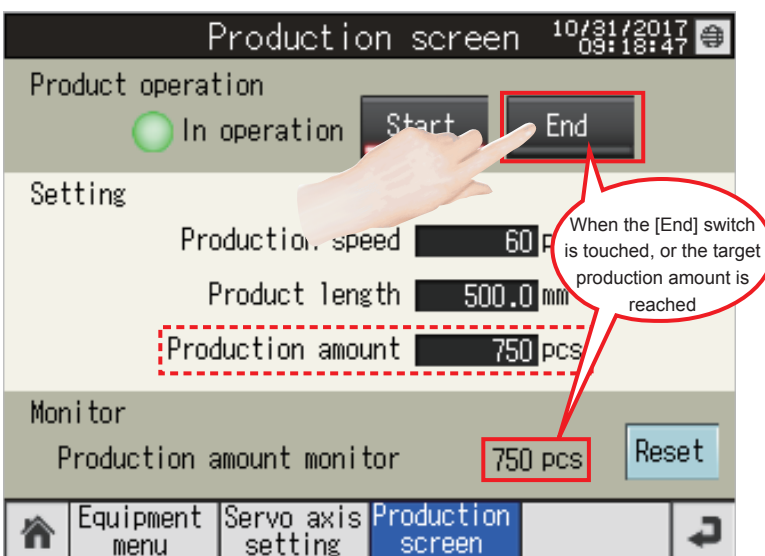 Production screen
10/31/2017
09:18:47
Product operation
In operation
Start
End
Setting
Production speed 60 p
Product length 500.0 mm
Production amount 750 pcs
When the [End] switch
is touched, or the target
production amount is
reached
Monitor
Production amount monitor 750 pcs
Reset
Equipment
menu
Servo axis
setting
Production
screen